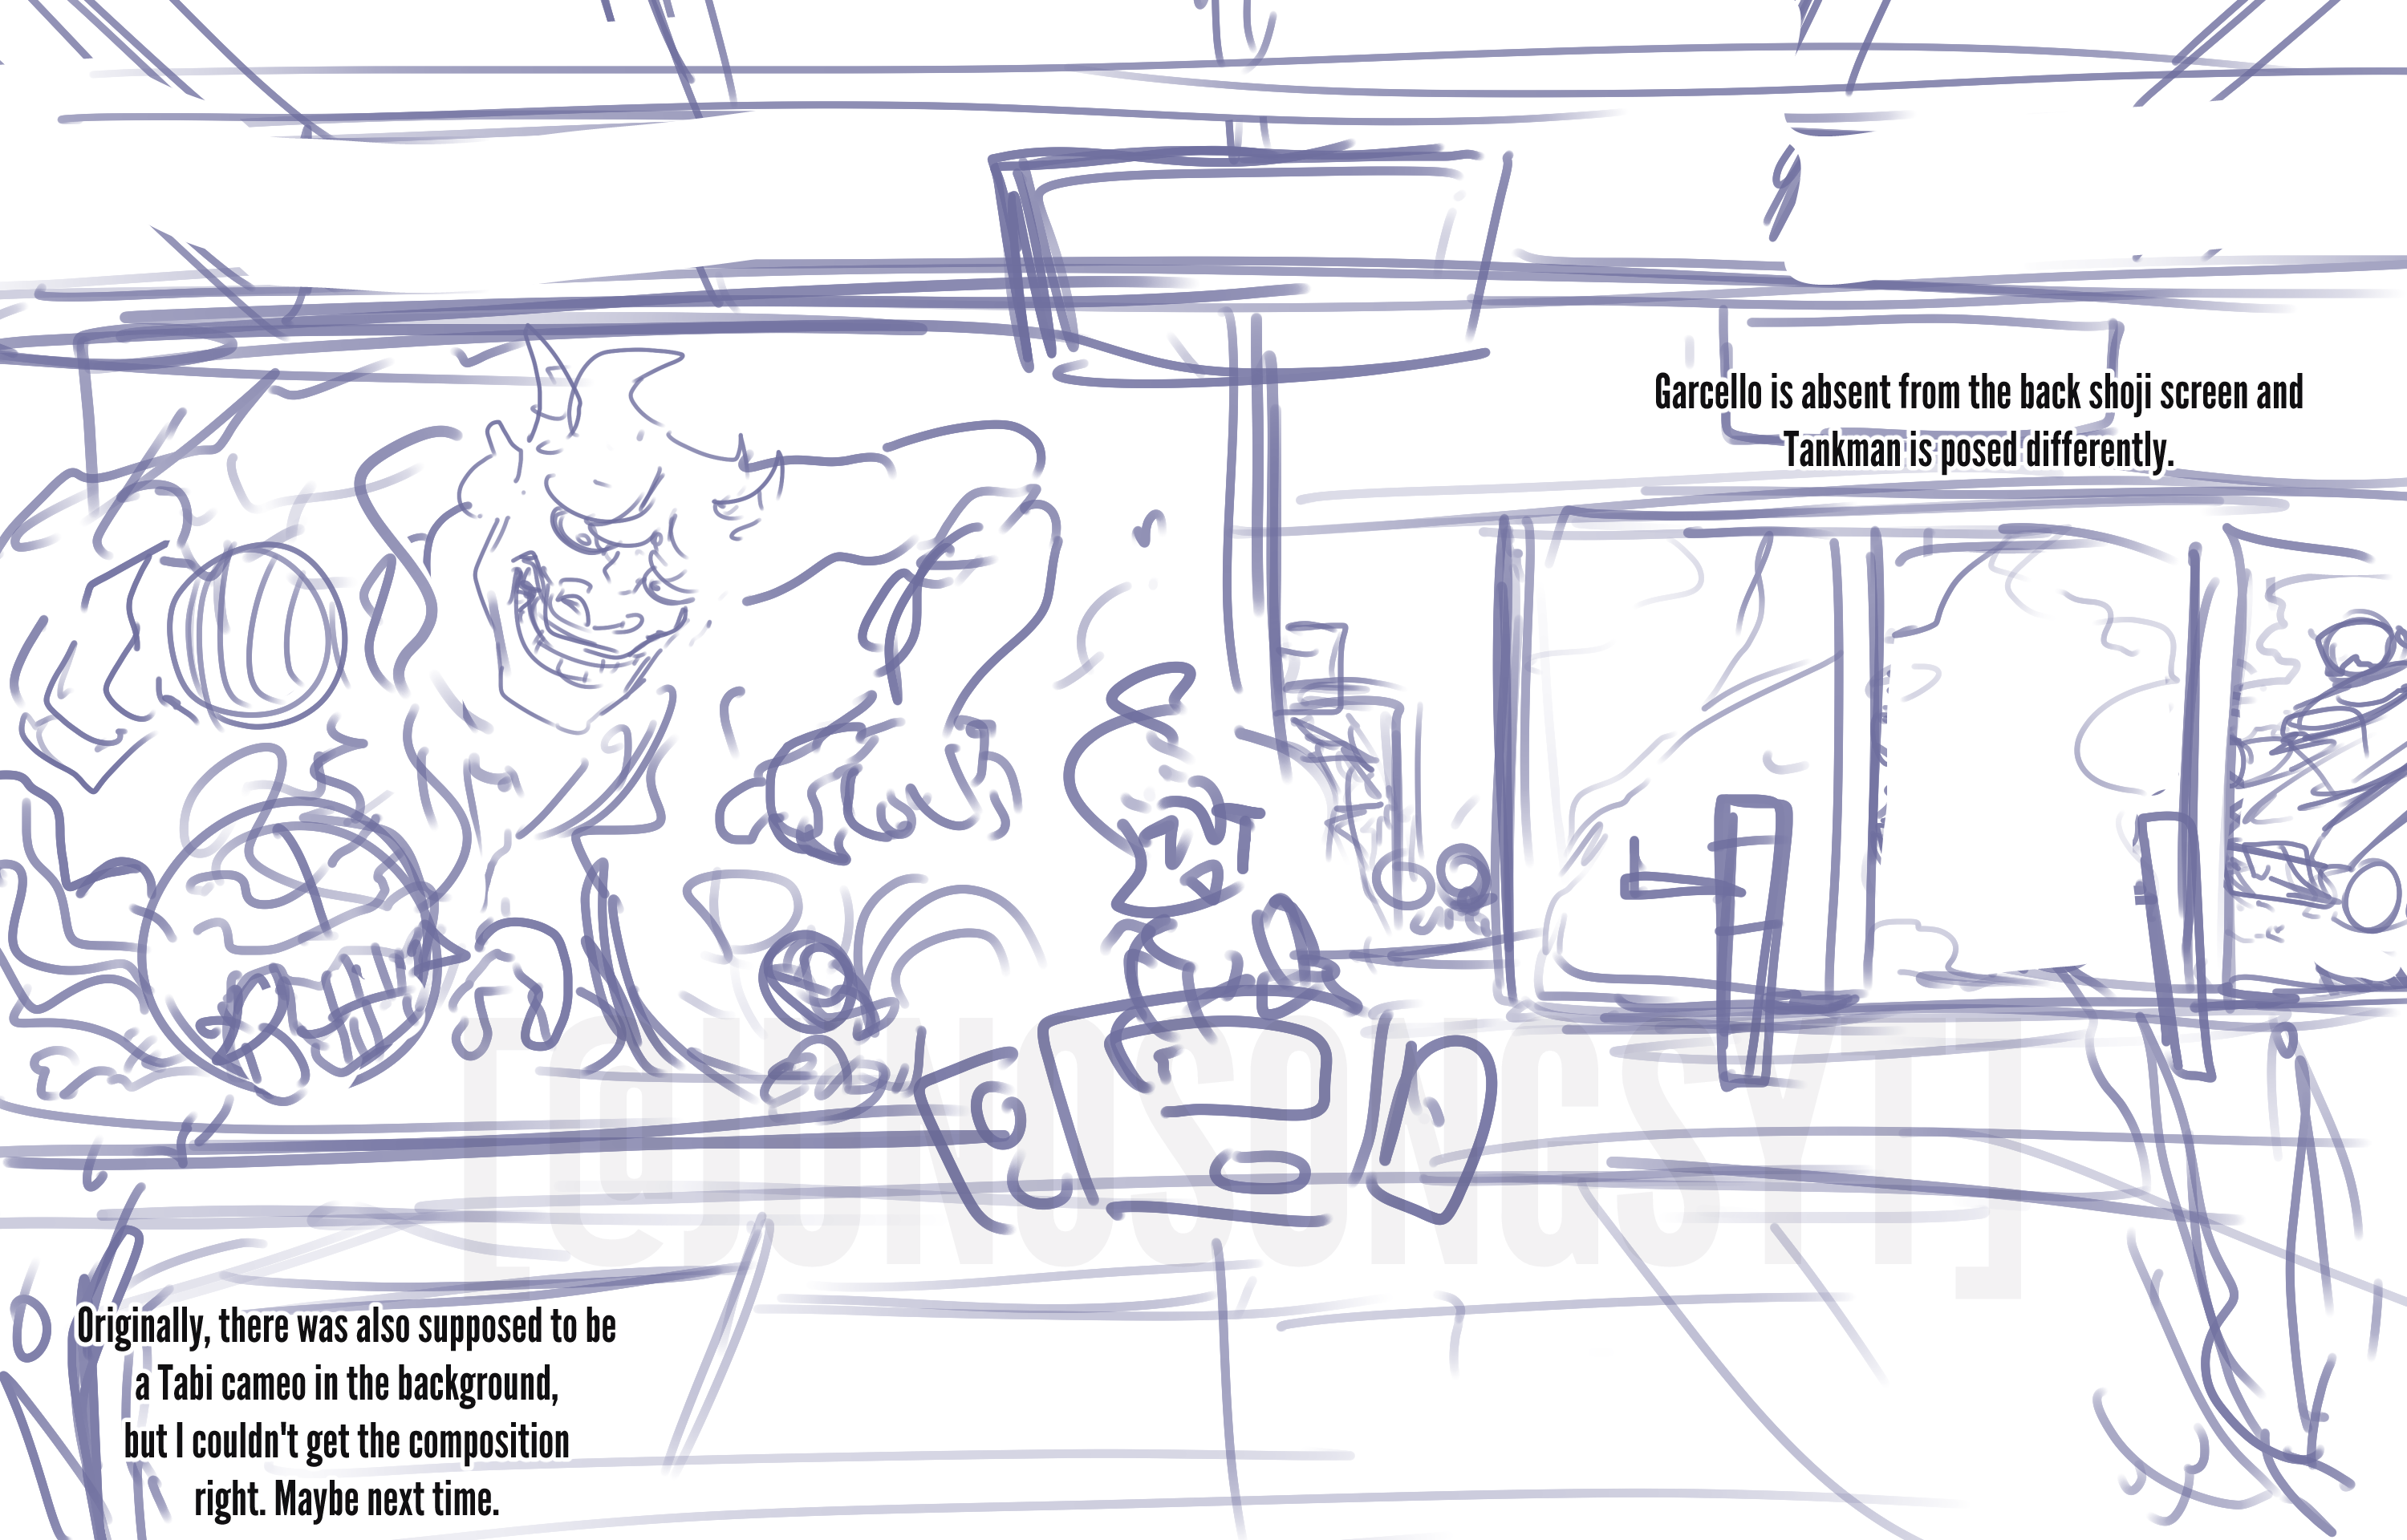 Garcello is absent from the back shoji screen and
Tankman is posed differently.
[@JUNOSONGSYT]
Originally, there was also supposed to be
a Tabi cameo in the background,
but I couldn't get the composition
right. Maybe next time.